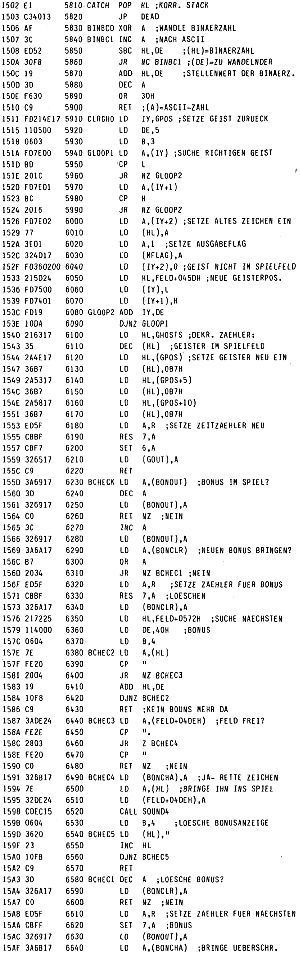 1502 E1 5810 CATCH POP HL ;KORR. STACK
1503 C34013 5820 JP DEAD
1506 AF 5830 BINBCD XOR A ;WANDLE BINAERZAHL
1507 3C 5840 BINBCL INC A ;NACH ASCII
1508 ED52 5850 SBC HL,DE ;(HL)=BINAERZAHL
150A 30FB 5860 JR NC BINBC1 ;(DE)=ZU WANDELNDER
150C 19 5870 ADD HL,DE ;STELLENWERT DER BINAERZ.
150D 3D 5880 DEC A
150E F630 5890 OR 30H
1510 C9 5900 RET ;(A)=ASCII-ZAHL
1511 FD214E17 5910 CLRGHO LD IY,GPOS ;SETZE GEIST ZURUECK
1515 110500 5920 LD DE,5
1518 0603 5930 LD B,3
151A FD7E00 5940 GLOOP1 LD A,(IY) ;SUCHE RICHTIGEN GEIST
151D BD 5950 CP L
151E 201C 5960 JR NZ GLOOP2
1520 FD7E01 5970 LD A,(IY+1)
1523 BC 5980 CP H
1524 2016 5990 JR NZ GLOOP2
1526 FD7E02 6000 LD A,(IY+2) ;SETZE ALTES ZEICHEN EIN
1529 77 6010 LD (HL),A
152A 3E01 6020 LD A,1 ;SETZE AUSGABEFLAG
152C 324D17 6030 LD (MFLAG),A
152F FD360200 6040 LD (IY+2),0 ;GEIST NICHT IM SPIELFELD
1533 215D24 6050 LD HL,FELD+045DH ;NEUE GEISTERPOS.
1536 FD7500 6060 LD (IY),L
1539 FD7401 6070 LD (IY+1),H
153C FD19 6080 GLOOP2 ADD IY,DE
153E 10DA 6090 DJNZ GLOOP1
1540 216317 6100 LD HL,GHOSTS ;DEKR. ZAEHLER:
1543 35 6110 DEC (HL) ;GEISTER IM SPIELFELD
1544 2A4E17 6120 LD HL,(GPOS) ;SETZE GEISTER NEU EIN
1547 36B7 6130 LD (HL),0B7H
1549 2A5317 6140 LD HL,(GPOS+5)
154C 36B7 6150 LD (HL),0B7H
154E 2A5817 6160 LD HL,(GPOS+10)
1551 36B7 6170 LD (HL),0B7H
1553 ED5F 6180 LD A,R ;SETZE ZEITZAEHLER NEU
1555 CBBF 6190 RES 7,A
1557 CBF7 6200 SET 6,A
1559 326517 6210 LD (GOUT),A
155C C9 6220 RET
155D 3A6917 6230 BCHECK LD A,(BONOUT) ;BONUS IM SPIEL?
1560 3D 6240 DEC A
1561 326917 6250 LD (BONOUT),A
1564 C0 6260 RET NZ ;NEIN
1565 3C 6270 INC A
1566 326917 6280 LD (BONOUT),A
1569 3A6A17 6290 LD A,(BONCLR) ;NEUEN BONUS BRINGEN?
156C B7 6300 OR A
156D 2034 6310 JR NZ BCHEC1 ;NEIN
156F ED5F 6320 LD A,R ;SETZE ZAEHLER FUER BONUS
1571 CBBF 6330 RES 7,A ;LOESCHEN
1573 326A17 6340 LD (BONCLR),A
1576 217225 6350 LD HL,FELD+0572H ;SUCHE NAECHSTEN
1579 114000 6360 LD DE,40H ;BONUS
157C 0604 6370 LD B,4
157E 7E 6380 BCHEC2 LD A,(HL)
157F FE20 6390 CP "
1581 2004 6400 JR NZ BCHEC3
1583 19 6410 ADD HL,DE
1584 10F8 6420 DJNZ BCHEC2
1586 C9 6430 RET ;KEIN BOUNS MEHR DA
1587 3ADE24 6440 BCHEC3 LD A,(FELD+04DEH) ;FELD FREI?
158A FE2E 6450 CP ".
158C 2803 6460 JR Z BCHEC4
158E FE20 6470 CP "
1590 C0 6480 RET NZ ;NEIN
1591 326B17 6490 BCHEC4 LD (BONCHA),A ;JA- RETTE ZEICHEN
1594 7E 6500 LD A,(HL) ;BRINGE IHN INS SPIEL
1595 32DE24 6510 LD (FELD+04DEH),A
1598 CDEC15 6520 CALL SOUND4
159B 0604 6530 LD B,4 ;LOESCHE BONUSANZEIGE
159D 3620 6540 BCHEC5 LD (HL),"
159F 23 6550 INC HL
15A0 10FB 6560 DJNZ BCHEC5
15A2 C9 6570 RET
15A3 3D 6580 BCHEC1 DEC A ;LOESCHE BONUS?
15A4 326A17 6590 LD (BONCLR),A
15A7 C0 6600 RET NZ ;NEIN
15A8 ED5F 6610 LD A,R ;SETZE ZAEHLER FUER NAECHSTEN
15AA CBFF 6620 SET 7,A ;BONUS
15AC 326917 6630 LD (BONOUT),A
15AF 3A6B17 6640 LD A,(BONCHA) ;BRINGE UEBERSCHR.